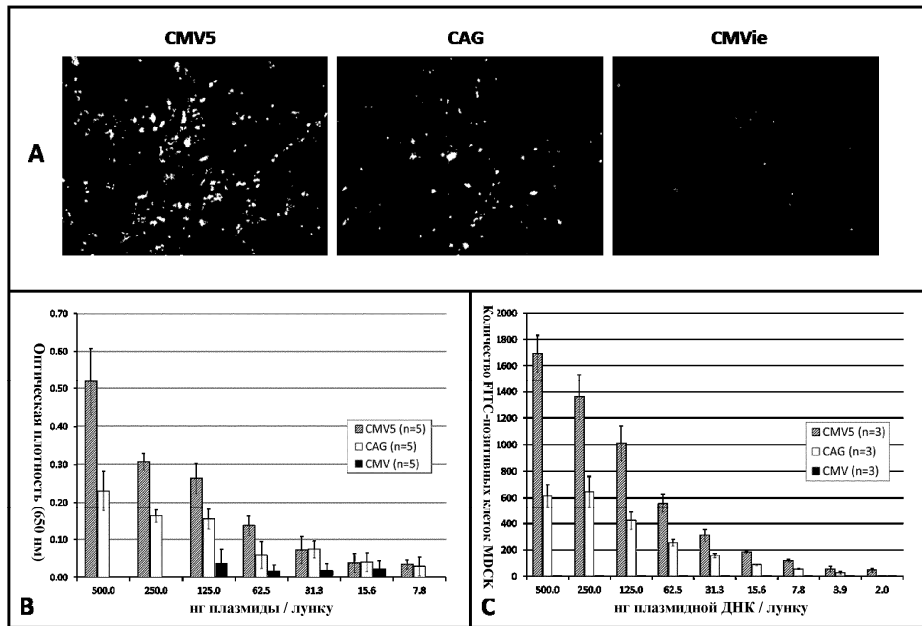 CMV5
CAG
CMVie
A
Оптическая плотность (650 нм)
0.70
0.60
0.50
0.40
0.30
0.20
0.10
0.00
CMV5 (n=5)
CAG (n=5)
CMV (n=5)
500.0 250.0 125.0 62.5 31.3 15.6 7.8
нг плазмиды / лунку
B
Количество FITC-позитивных клеток MDCK
2000
1800
1600
1400
1200
1000
800
600
400
200
0
CMV5 (n=3)
CAG (n=3)
CMV (n=3)
500.0 250.0 125.0 62.5 31.3 15.6 7.8 3.9 2.0
нг плазмидной ДНК / лунку
C